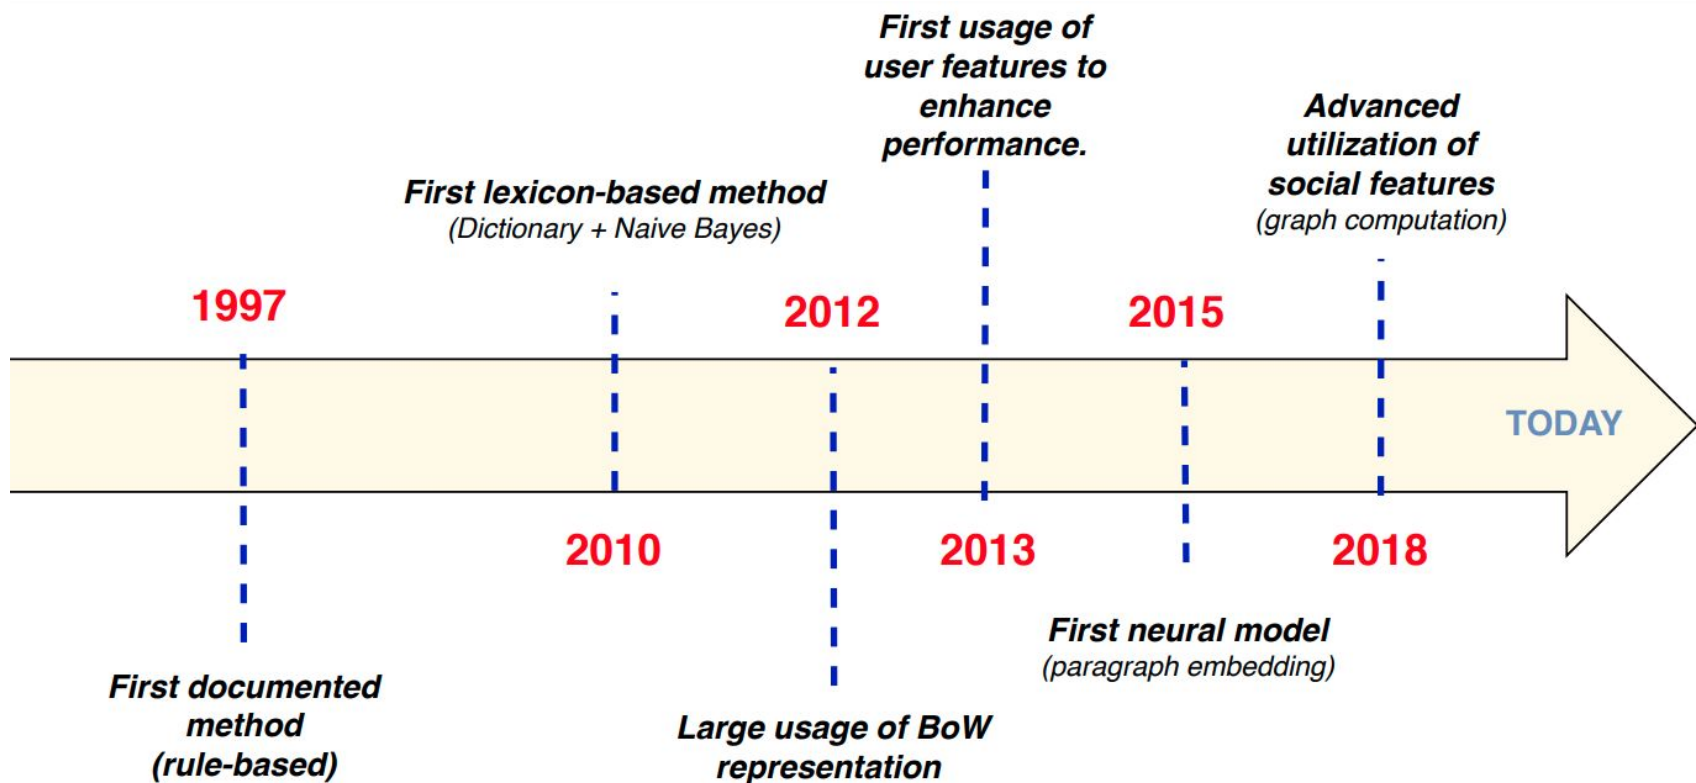 First usage of
user features to
enhance
performance.
Advanced
utilization of
social features
(graph computation)
First lexicon-based method
(Dictionary + Naive Bayes)
1997
2012
2015
TODAY
2010
2013
2018
First documented
method
(rule-based)
Large usage of BoW
representation
First neural model
(paragraph embedding)